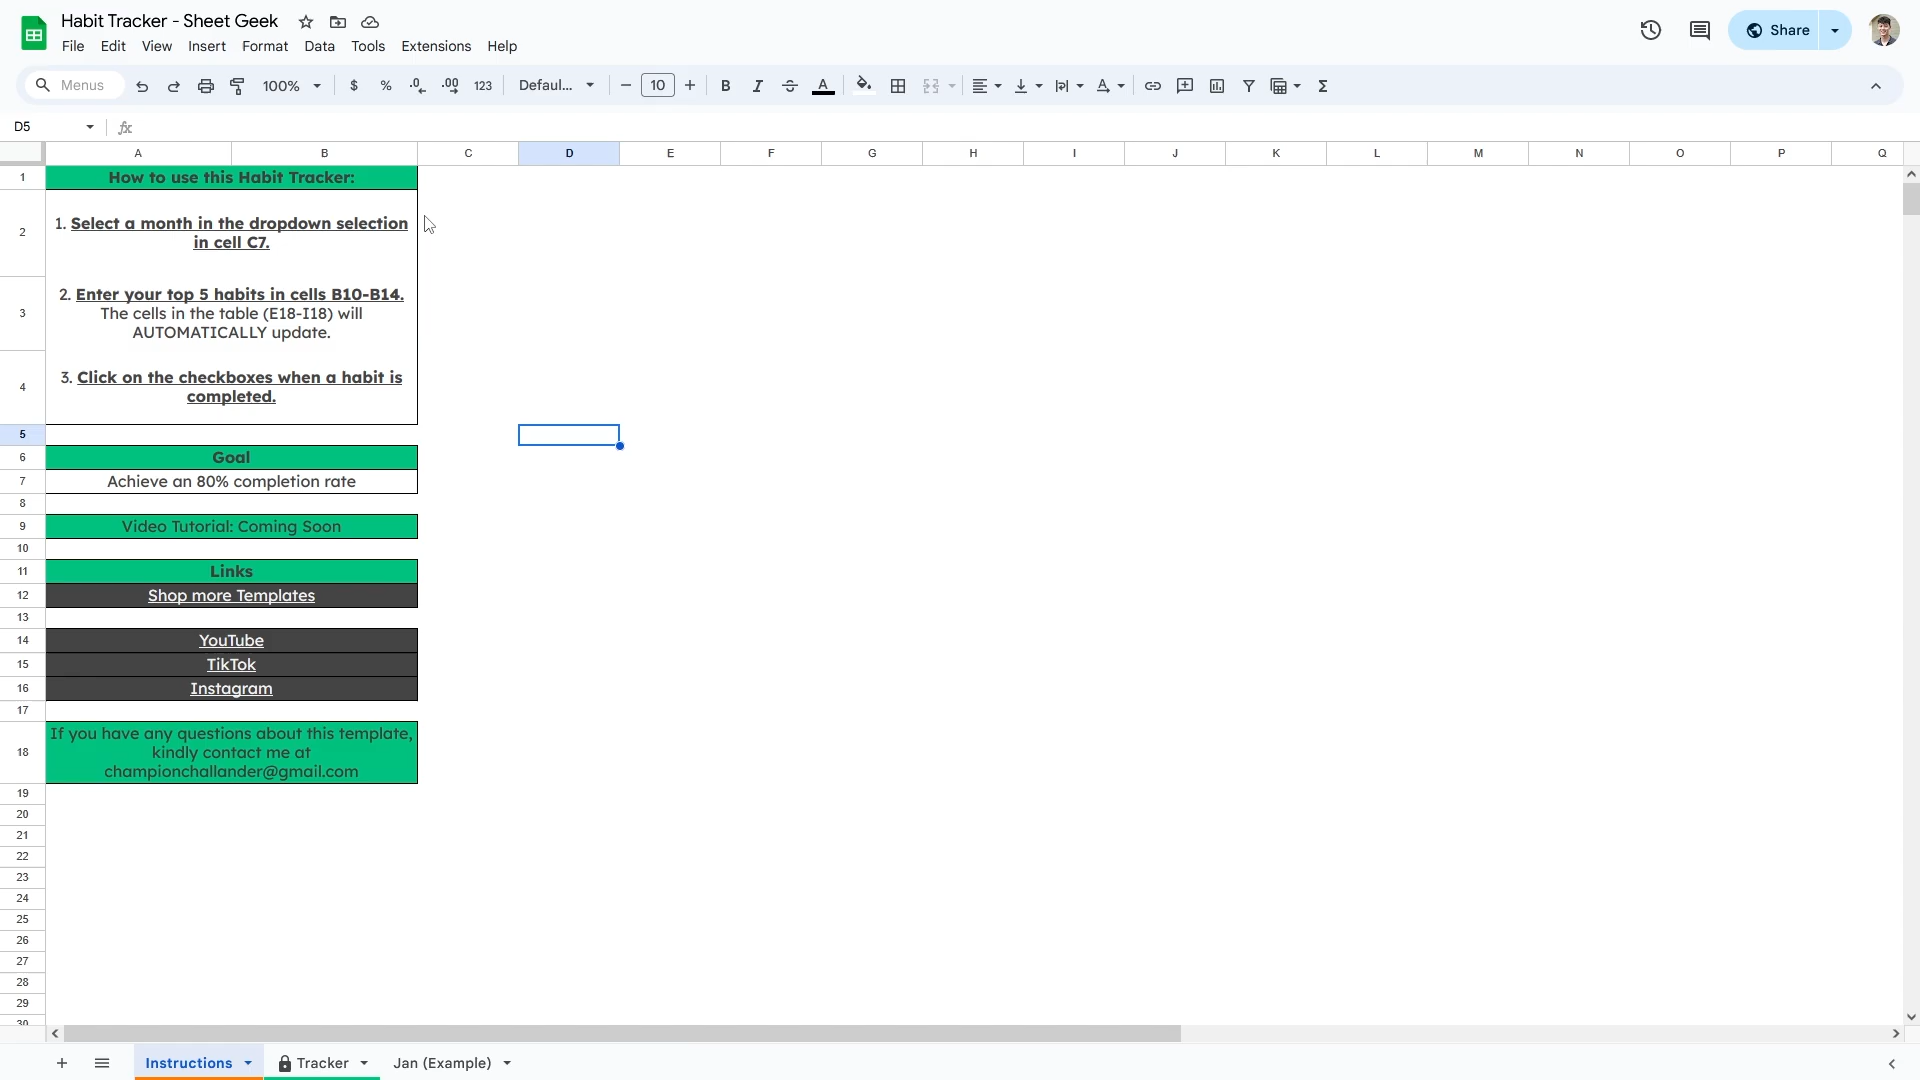 Habit Tracker - Sheet Geek
File Edit View Insert Format Data Tools Extensions Help
Share
Menus 100% $ % .0 .00 123 Defaul... − 10 + B I A Σ
D5 fx
A B C D E F G H I J K L M N O P Q
1 How to use this Habit Tracker:
2 1. Select a month in the dropdown selection
in cell C7.
3 2. Enter your top 5 habits in cells B10-B14.
The cells in the table (E18-I18) will
AUTOMATICALLY update.
4 3. Click on the checkboxes when a habit is
completed.
5
6 Goal
7 Achieve an 80% completion rate
8
9 Video Tutorial: Coming Soon
10
11 Links
12 Shop more Templates
13
14 YouTube
15 TikTok
16 Instagram
17
18 If you have any questions about this template,
kindly contact me at
championchallander@gmail.com
19
20
21
22
23
24
25
26
27
28
29
30
+ Instructions Tracker Jan (Example)